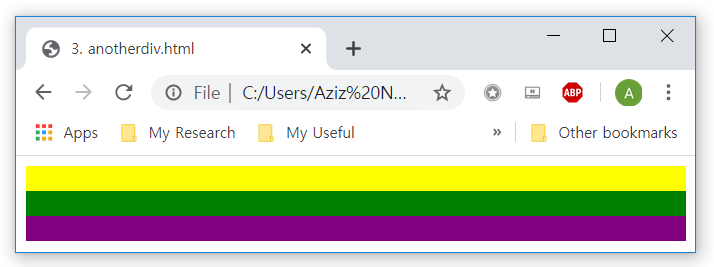 3. anotherdiv.html
File | C:/Users/Aziz%20N...
ABP
A
Apps
My Research
My Useful
»
Other bookmarks